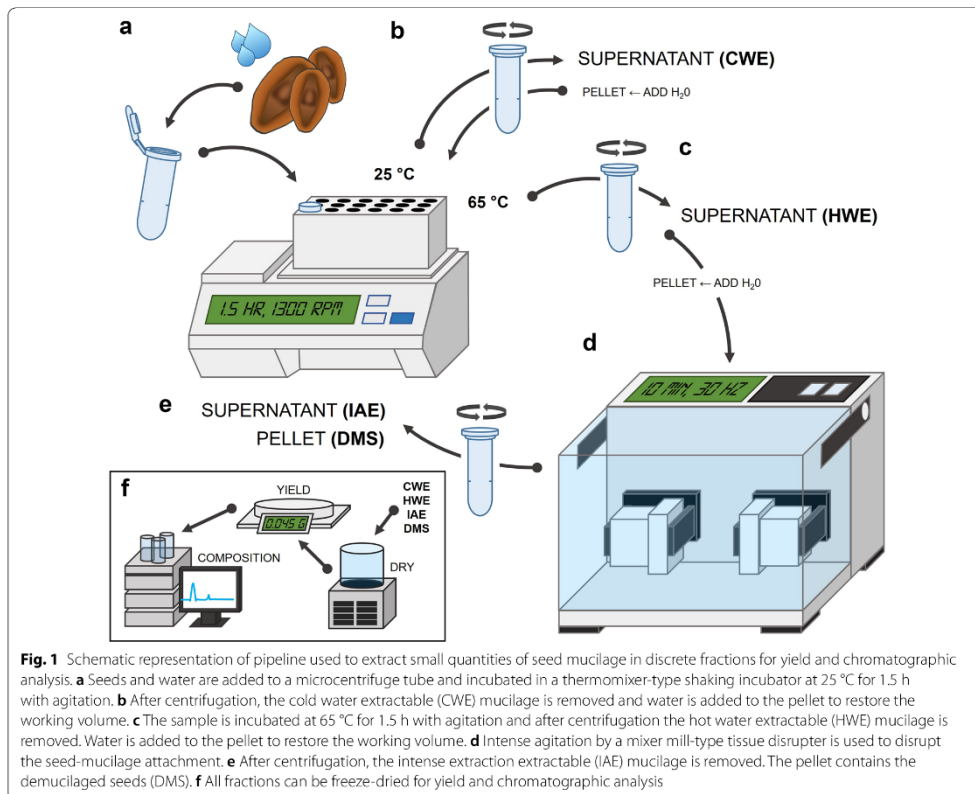 a
b
SUPERNATANT (CWE)
PELLET ← ADD H₂0
25 °C
65 °C
c
SUPERNATANT (HWE)
PELLET ← ADD H₂0
1.5 HR, 1300 RPM
d
10 MIN, 30 HZ
e
SUPERNATANT (IAE)
PELLET (DMS)
f
YIELD
0.045 G
CWE
HWE
IAE
DMS
COMPOSITION
DRY
Fig. 1 Schematic representation of pipeline used to extract small quantities of seed mucilage in discrete fractions for yield and chromatographic
analysis. a Seeds and water are added to a microcentrifuge tube and incubated in a thermomixer-type shaking incubator at 25 °C for 1.5 h
with agitation. b After centrifugation, the cold water extractable (CWE) mucilage is removed and water is added to the pellet to restore the
working volume. c The sample is incubated at 65 °C for 1.5 h with agitation and after centrifugation the hot water extractable (HWE) mucilage is
removed. Water is added to the pellet to restore the working volume. d Intense agitation by a mixer mill-type tissue disrupter is used to disrupt
the seed-mucilage attachment. e After centrifugation, the intense extraction extractable (IAE) mucilage is removed. The pellet contains the
demucilaged seeds (DMS). f All fractions can be freeze-dried for yield and chromatographic analysis